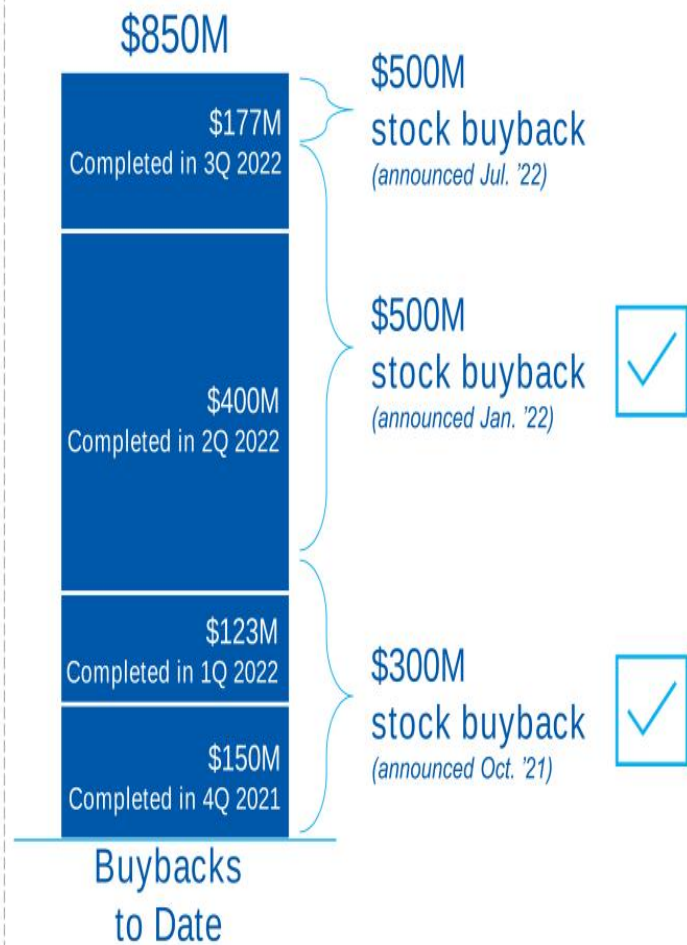 $850M
$177M
Completed in 3Q 2022
$400M
Completed in 2Q 2022
$123M
Completed in 1Q 2022
$150M
Completed in 4Q 2021
Buybacks
to Date
$500M
stock buyback
(announced Jul. '22)
$500M
stock buyback
(announced Jan. '22)
$300M
stock buyback
(announced Oct. '21)